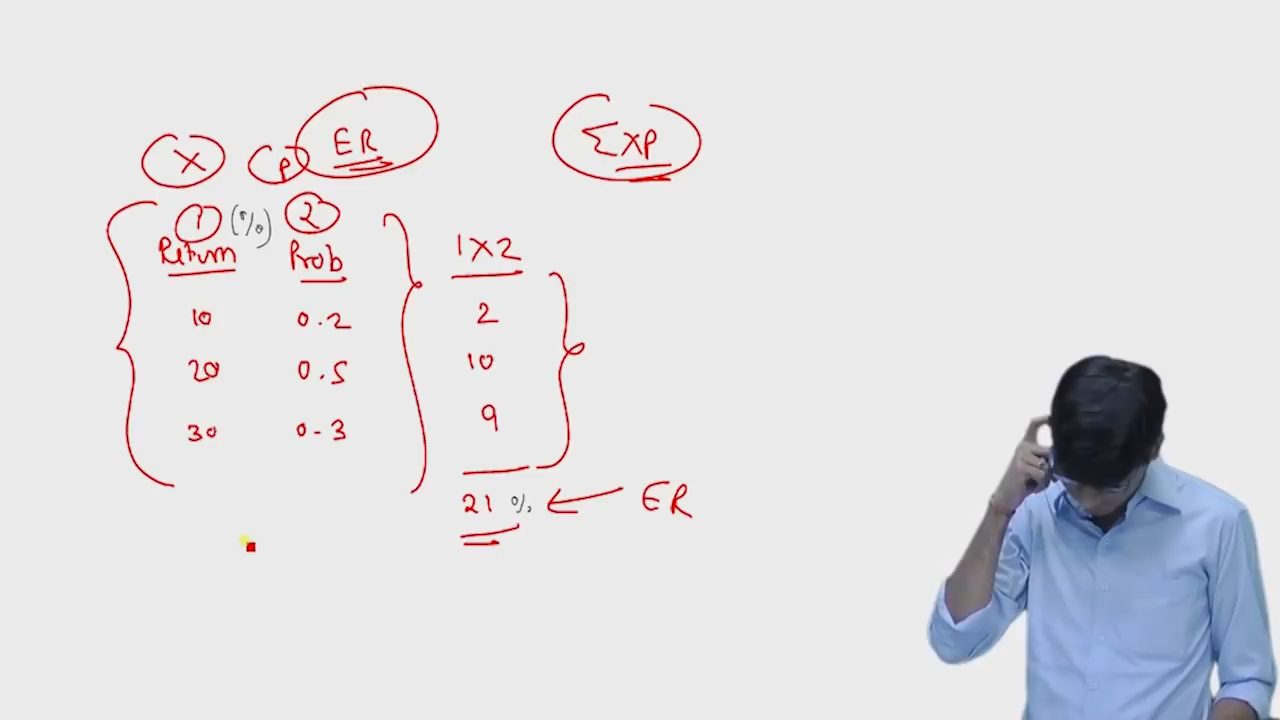 X P ER ΣXP
1 (%) 2
Return Prob 1X2
10 0.2 2
20 0.5 10
30 0.3 9
21 % ← ER